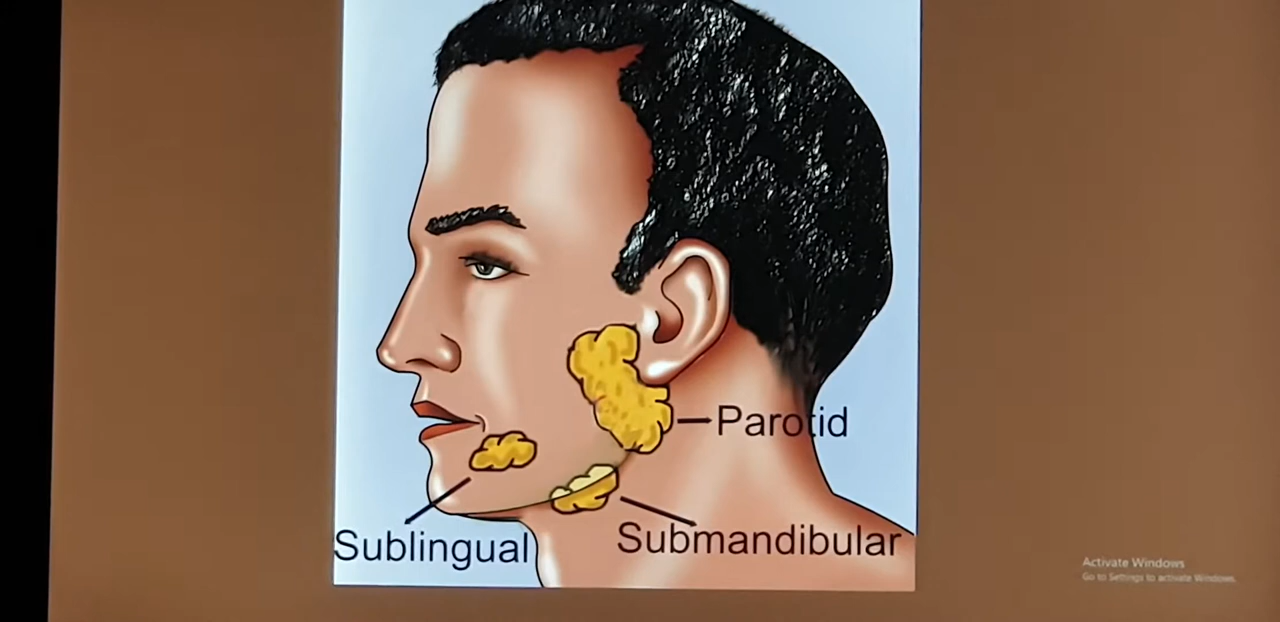 Parotid
Submandibular
Sublingual
Activate Windows
Go to Settings to activate Windows.